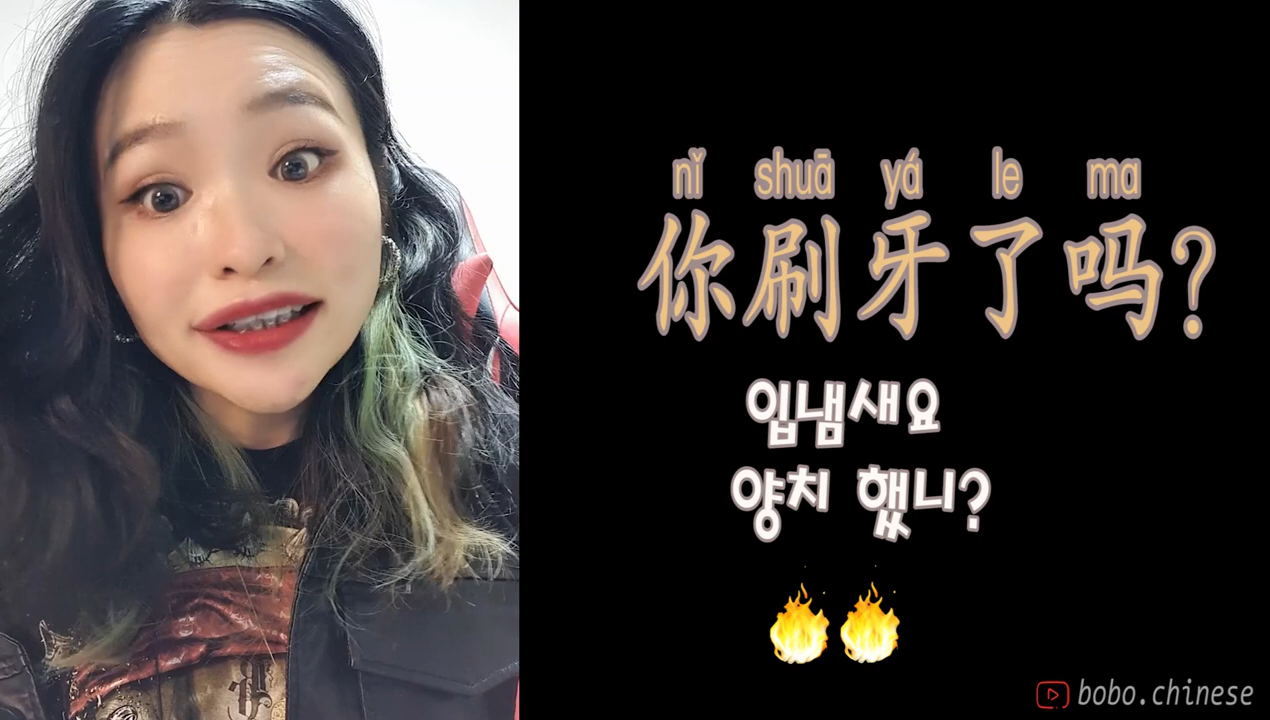 nǐ shuā yá le ma
你刷牙了吗?
입냄새요
양치 했니?
bobo.chinese